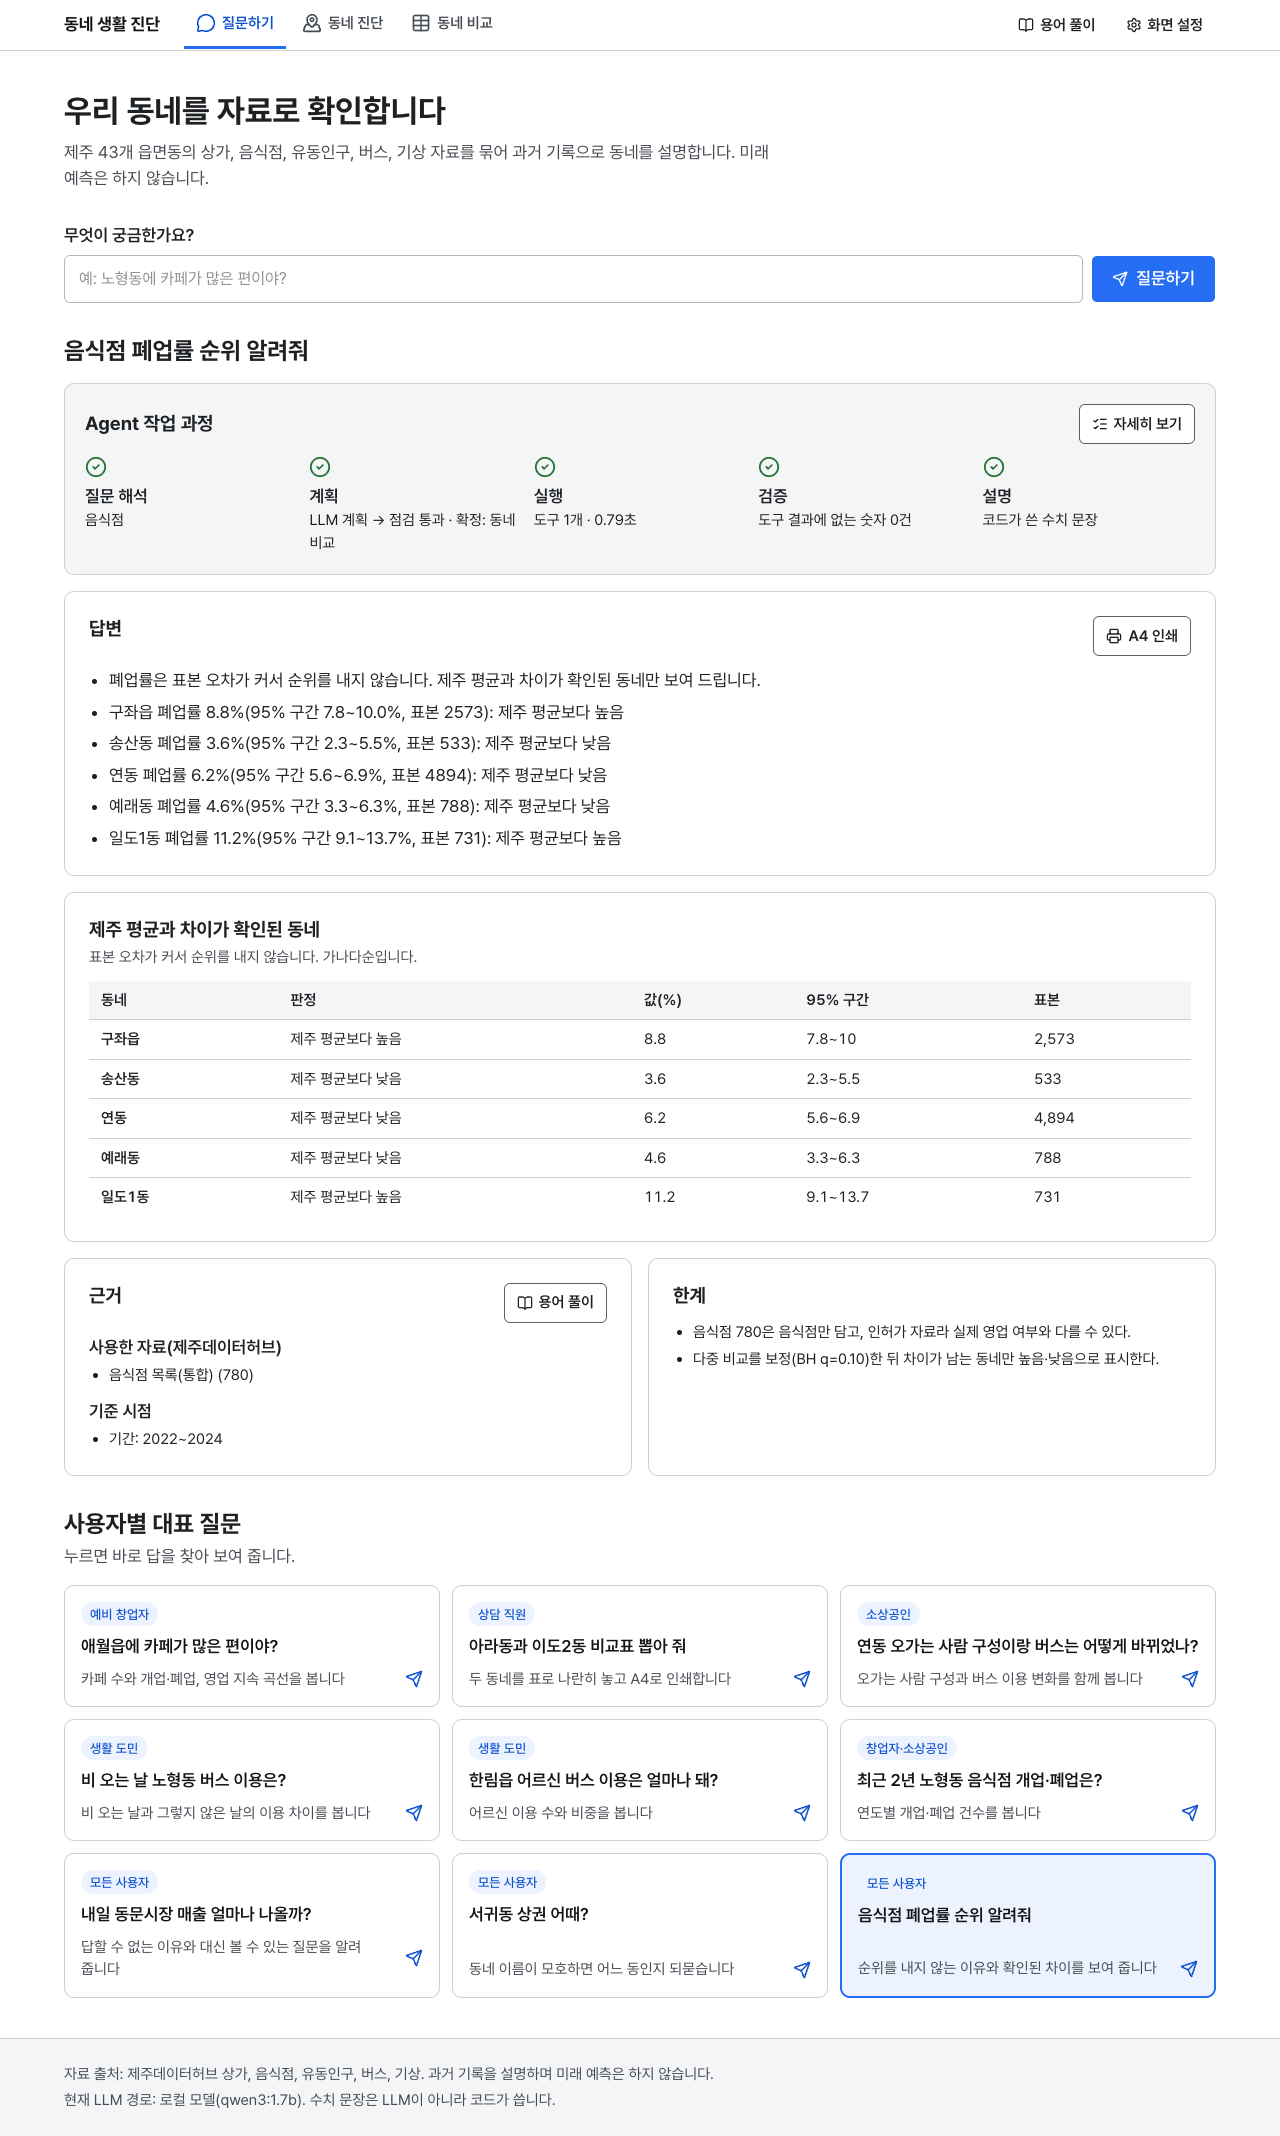 동네 생활 진단
질문하기
동네 진단
동네 비교
용어 풀이
화면 설정
우리 동네를 자료로 확인합니다
제주 43개 읍면동의 상가, 음식점, 유동인구, 버스, 기상 자료를 묶어 과거 기록으로 동네를 설명합니다. 미래
예측은 하지 않습니다.
무엇이 궁금한가요?
예: 노형동에 카페가 많은 편이야?
질문하기
음식점 폐업률 순위 알려줘
Agent 작업 과정
자세히 보기
질문 해석
음식점
계획
LLM 계획 → 점검 통과 · 확정: 동네
비교
실행
도구 1개 · 0.79초
검증
도구 결과에 없는 숫자 0건
설명
코드가 쓴 수치 문장
답변
A4 인쇄
• 폐업률은 표본 오차가 커서 순위를 내지 않습니다. 제주 평균과 차이가 확인된 동네만 보여 드립니다.
• 구좌읍 폐업률 8.8%(95% 구간 7.8~10.0%, 표본 2573): 제주 평균보다 높음
• 송산동 폐업률 3.6%(95% 구간 2.3~5.5%, 표본 533): 제주 평균보다 낮음
• 연동 폐업률 6.2%(95% 구간 5.6~6.9%, 표본 4894): 제주 평균보다 낮음
• 예래동 폐업률 4.6%(95% 구간 3.3~6.3%, 표본 788): 제주 평균보다 낮음
• 일도1동 폐업률 11.2%(95% 구간 9.1~13.7%, 표본 731): 제주 평균보다 높음
제주 평균과 차이가 확인된 동네
표본 오차가 커서 순위를 내지 않습니다. 가나다순입니다.
동네 판정 값(%) 95% 구간 표본
구좌읍 제주 평균보다 높음 8.8 7.8~10 2,573
송산동 제주 평균보다 낮음 3.6 2.3~5.5 533
연동 제주 평균보다 낮음 6.2 5.6~6.9 4,894
예래동 제주 평균보다 낮음 4.6 3.3~6.3 788
일도1동 제주 평균보다 높음 11.2 9.1~13.7 731
근거
용어 풀이
사용한 자료(제주데이터허브)
• 음식점 목록(통합) (780)
기준 시점
• 기간: 2022~2024
한계
• 음식점 780은 음식점만 담고, 인허가 자료라 실제 영업 여부와 다를 수 있다.
• 다중 비교를 보정(BH q=0.10)한 뒤 차이가 남는 동네만 높음·낮음으로 표시한다.
사용자별 대표 질문
누르면 바로 답을 찾아 보여 줍니다.
예비 창업자
애월읍에 카페가 많은 편이야?
카페 수와 개업·폐업, 영업 지속 곡선을 봅니다
상담 직원
아라동과 이도2동 비교표 뽑아 줘
두 동네를 표로 나란히 놓고 A4로 인쇄합니다
소상공인
연동 오가는 사람 구성이랑 버스는 어떻게 바뀌었나?
오가는 사람 구성과 버스 이용 변화를 함께 봅니다
생활 도민
비 오는 날 노형동 버스 이용은?
비 오는 날과 그렇지 않은 날의 이용 차이를 봅니다
생활 도민
한림읍 어르신 버스 이용은 얼마나 돼?
어르신 이용 수와 비중을 봅니다
창업자·소상공인
최근 2년 노형동 음식점 개업·폐업은?
연도별 개업·폐업 건수를 봅니다
모든 사용자
내일 동문시장 매출 얼마나 나올까?
답할 수 없는 이유와 대신 볼 수 있는 질문을 알려
줍니다
모든 사용자
서귀동 상권 어때?
동네 이름이 모호하면 어느 동인지 되묻습니다
모든 사용자
음식점 폐업률 순위 알려줘
순위를 내지 않는 이유와 확인된 차이를 보여 줍니다
자료 출처: 제주데이터허브 상가, 음식점, 유동인구, 버스, 기상. 과거 기록을 설명하며 미래 예측은 하지 않습니다.
현재 LLM 경로: 로컬 모델(qwen3:1.7b). 수치 문장은 LLM이 아니라 코드가 씁니다.